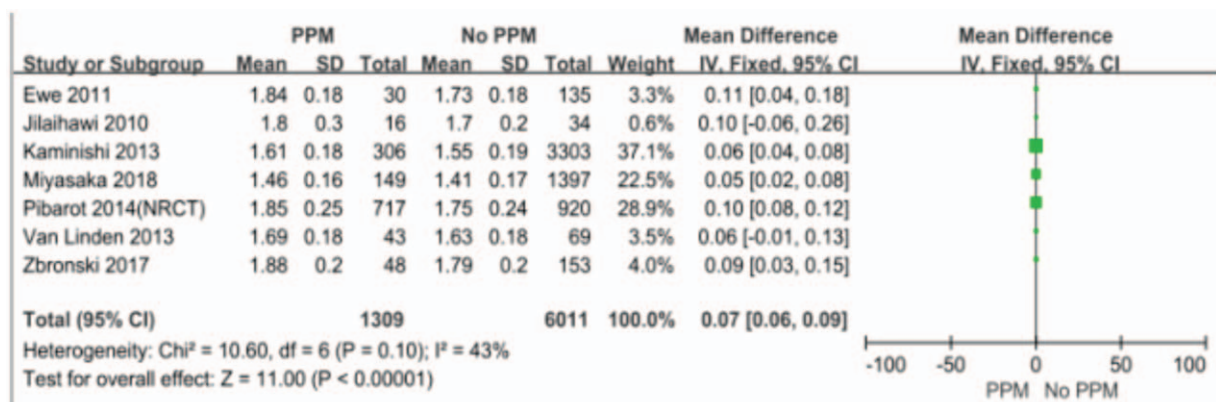 PPM No PPM Mean Difference Mean Difference
Study or Subgroup Mean SD Total Mean SD Total Weight IV, Fixed, 95% CI IV, Fixed, 95% CI
Ewe 2011 1.84 0.18 30 1.73 0.18 135 3.3% 0.11 [0.04, 0.18]
Jilaihawi 2010 1.8 0.3 16 1.7 0.2 34 0.6% 0.10 [-0.06, 0.26]
Kaminishi 2013 1.61 0.18 306 1.55 0.19 3303 37.1% 0.06 [0.04, 0.08]
Miyasaka 2018 1.46 0.16 149 1.41 0.17 1397 22.5% 0.05 [0.02, 0.08]
Pibarot 2014(NRCT) 1.85 0.25 717 1.75 0.24 920 28.9% 0.10 [0.08, 0.12]
Van Linden 2013 1.69 0.18 43 1.63 0.18 69 3.5% 0.06 [-0.01, 0.13]
Zbronski 2017 1.88 0.2 48 1.79 0.2 153 4.0% 0.09 [0.03, 0.15]
Total (95% CI) 1309 6011 100.0% 0.07 [0.06, 0.09]
Heterogeneity: Chi² = 10.60, df = 6 (P = 0.10); I² = 43%
Test for overall effect: Z = 11.00 (P < 0.00001)
-100 -50 0 50 100
PPM No PPM